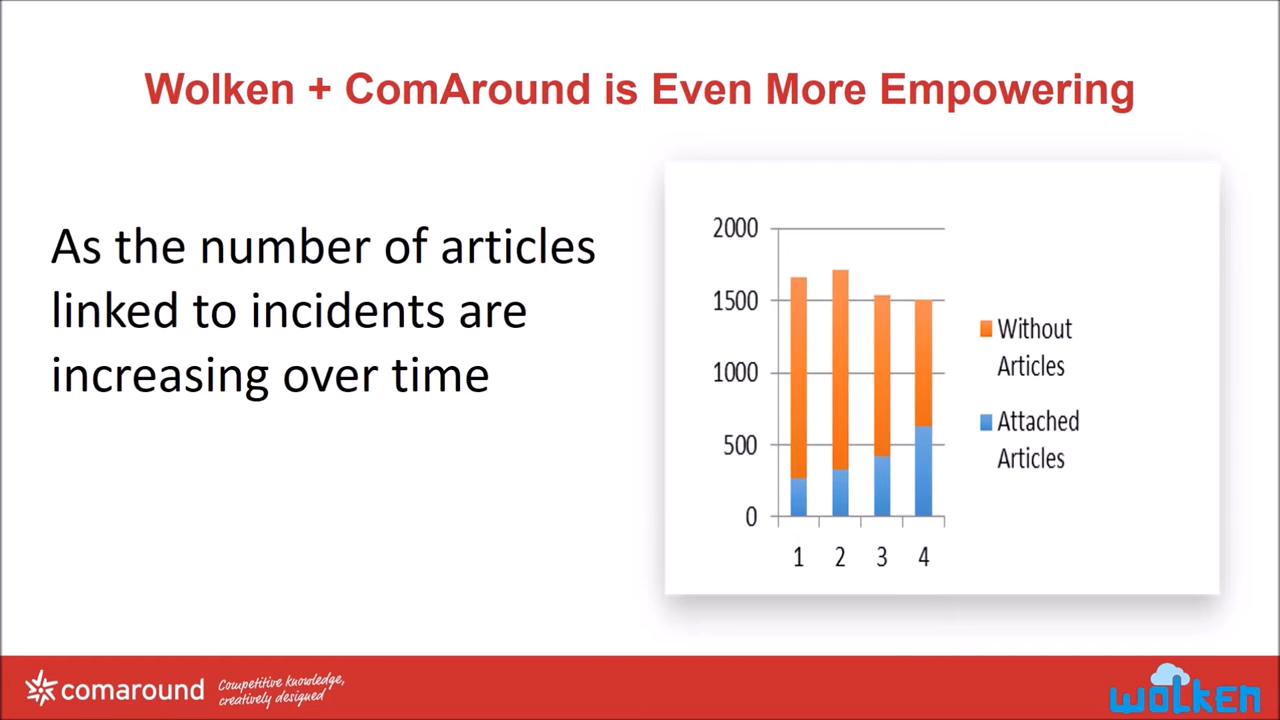 Wolken + ComAround is Even More Empowering
As the number of articles
linked to incidents are
increasing over time
2000
1500
1000
500
0
1 2 3 4
Without
Articles
Attached
Articles
comaround
Competitive knowledge,
creatively designed
wolken